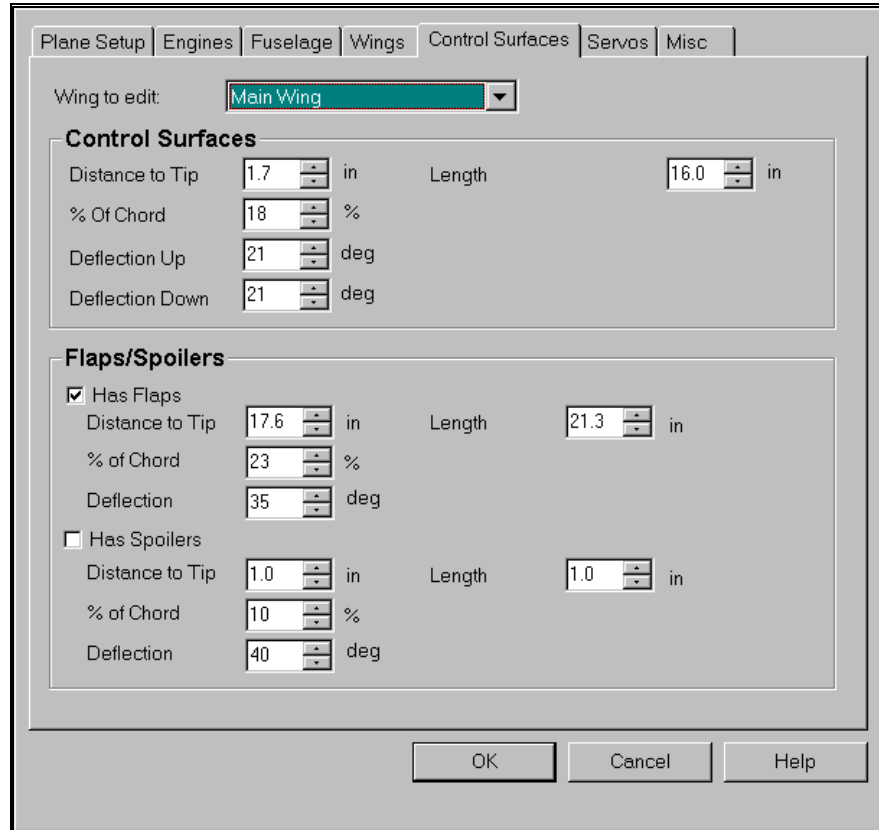 Plane Setup Engines Fuselage Wings Control Surfaces Servos Misc
Wing to edit: Main Wing
Control Surfaces
Distance to Tip 1.7 in Length 16.0 in
% Of Chord 18 %
Deflection Up 21 deg
Deflection Down 21 deg
Flaps/Spoilers
Has Flaps
Distance to Tip 17.6 in Length 21.3 in
% of Chord 23 %
Deflection 35 deg
Has Spoilers
Distance to Tip 1.0 in Length 1.0 in
% of Chord 10 %
Deflection 40 deg
OK Cancel Help